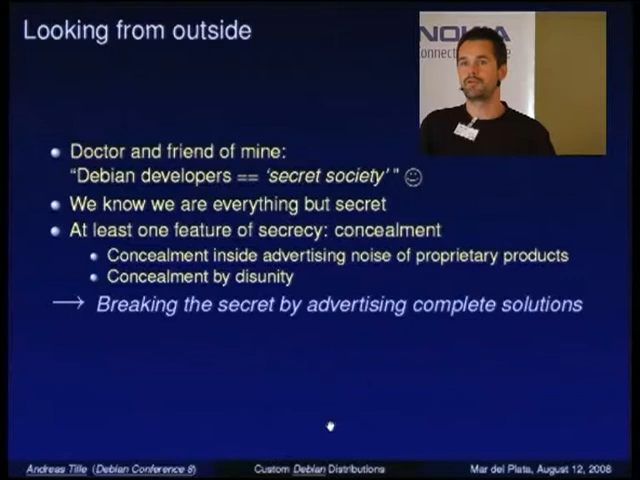 Looking from outside
NOKIA
Doctor and friend of mine:
“Debian developers == ‘secret society’ ”
We know we are everything but secret
At least one feature of secrecy: concealment
Concealment inside advertising noise of proprietary products
Concealment by disunity
→ Breaking the secret by advertising complete solutions
Andreas Tille (Debian Conference 8) Custom Debian Distributions Mar del Plata, August 12, 2008